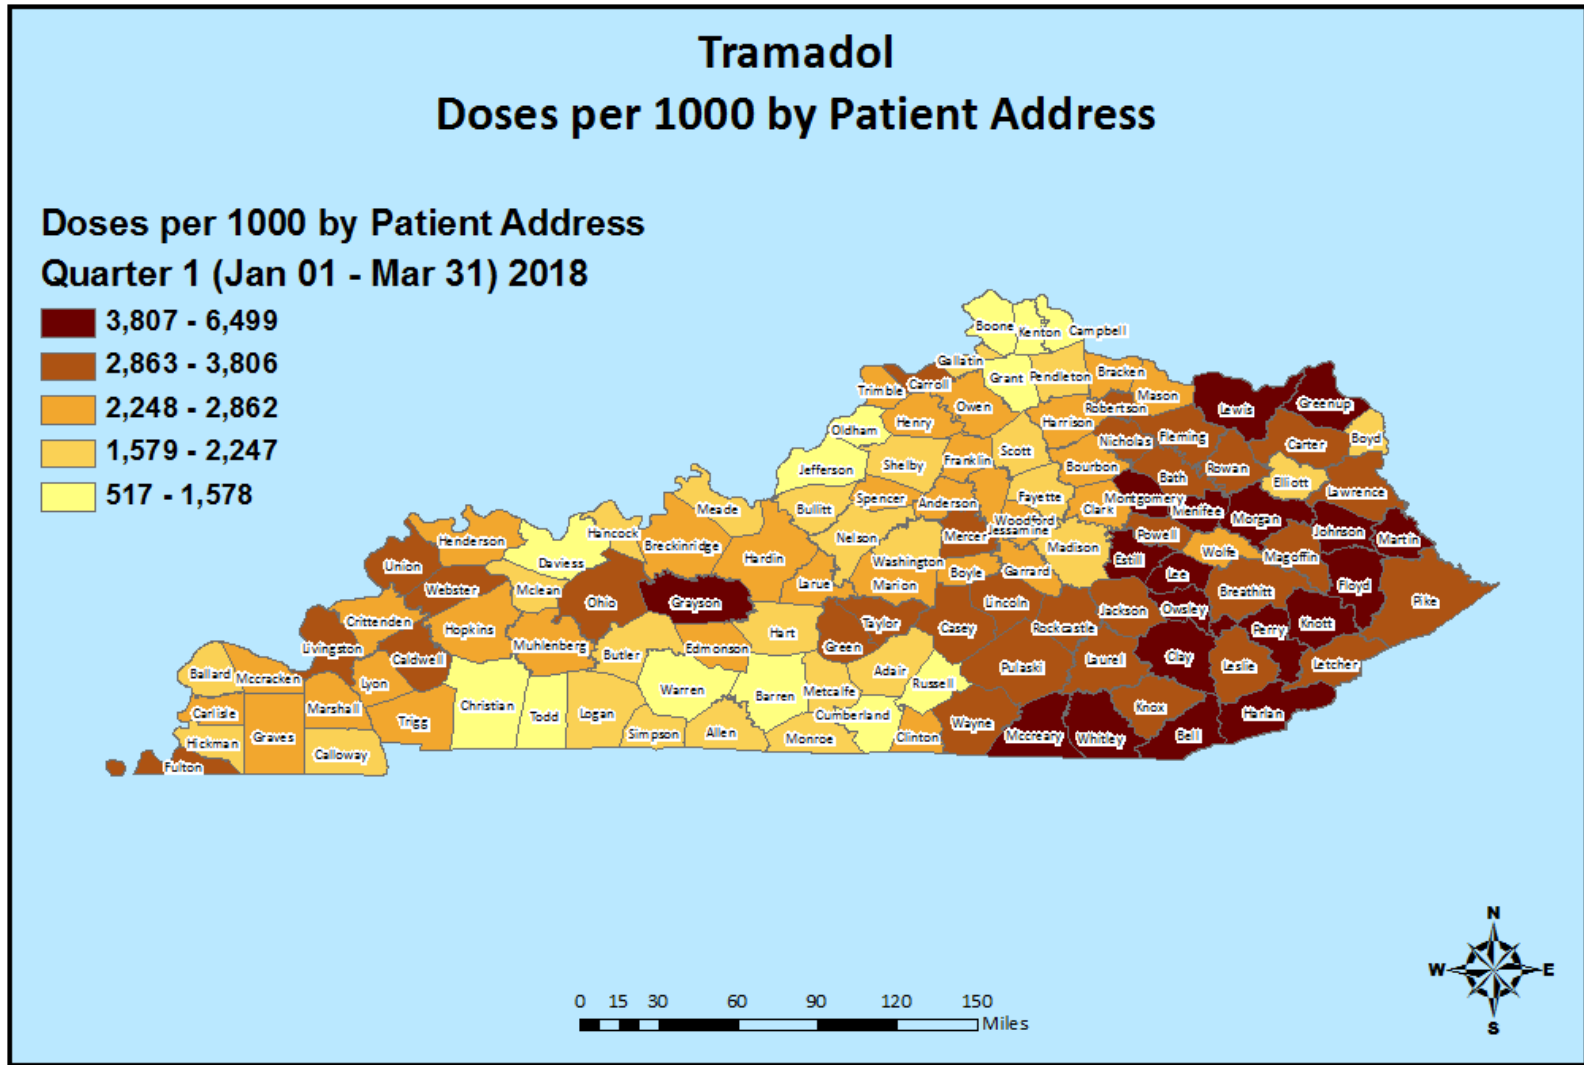 Tramadol
Doses per 1000 by Patient Address
Doses per 1000 by Patient Address
Quarter 1 (Jan 01 - Mar 31) 2018
3,807 - 6,499
2,863 - 3,806
2,248 - 2,862
1,579 - 2,247
517 - 1,578
Boone
Kenton
Campbell
Gallatin
Grant
Pendleton
Bracken
Trimble
Carroll
Owen
Robertson
Mason
Lewis
Greenup
Oldham
Henry
Harrison
Nicholas
Fleming
Carter
Boyd
Jefferson
Shelby
Franklin
Scott
Bourbon
Bath
Rowan
Elliott
Lawrence
Meade
Bullitt
Spencer
Anderson
Fayette
Woodford
Clark
Montgomery
Menifee
Morgan
Johnson
Martin
Henderson
Hancock
Breckinridge
Hardin
Nelson
Washington
Mercer
Jessamine
Madison
Powell
Estill
Wolfe
Magoffin
Floyd
Union
Daviess
Webster
Mclean
Ohio
Grayson
Larue
Marion
Boyle
Garrard
Lee
Breathitt
Pike
Crittenden
Livingston
Hopkins
Muhlenberg
Butler
Edmonson
Hart
Green
Taylor
Casey
Lincoln
Rockcastle
Jackson
Owsley
Perry
Knott
Caldwell
Lyon
Ballard
Mccracken
Carlisle
Marshall
Trigg
Christian
Todd
Logan
Warren
Barren
Metcalfe
Adair
Russell
Pulaski
Laurel
Clay
Leslie
Letcher
Hickman
Graves
Calloway
Fulton
Simpson
Allen
Monroe
Cumberland
Clinton
Wayne
Mccreary
Whitley
Knox
Bell
Harlan
N
W
E
S
0 15 30 60 90 120 150
Miles